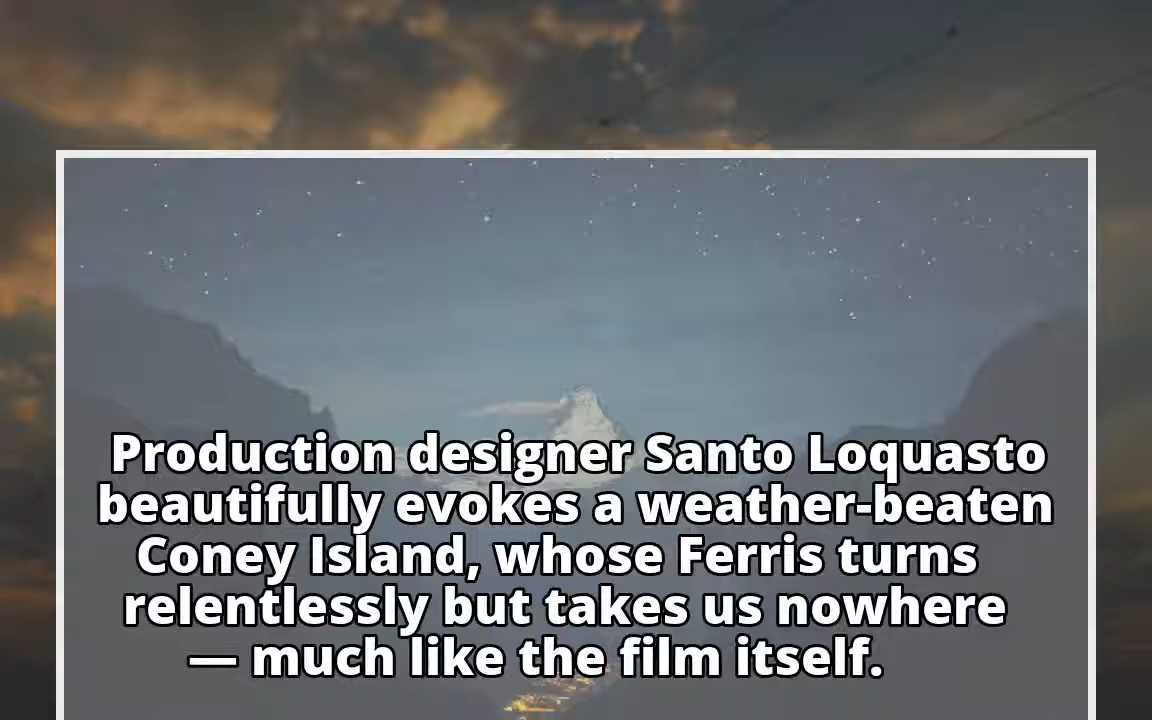 Production designer Santo Loquasto
beautifully evokes a weather-beaten
Coney Island, whose Ferris turns
relentlessly but takes us nowhere
— much like the film itself.